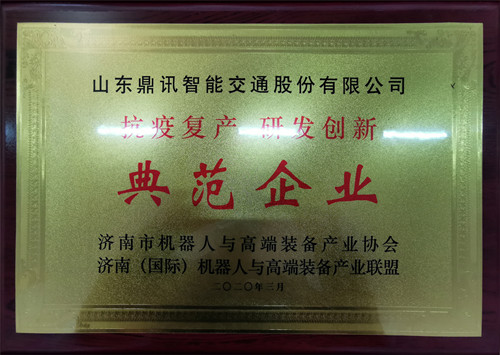 山东鼎讯智能交通股份有限公司
抗疫复产 研发创新
典范企业
济南市机器人与高端装备产业协会
济南（国际）机器人与高端装备产业联盟
二〇二〇年三月